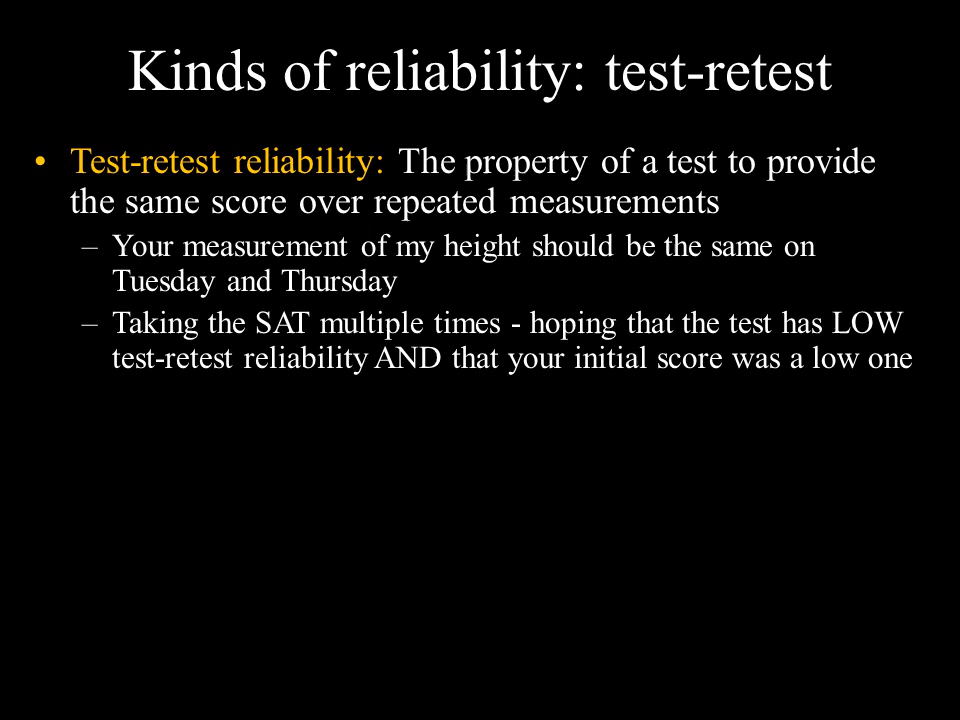 Kinds of reliability: test-retest
• Test-retest reliability: The property of a test to provide
the same score over repeated measurements
– Your measurement of my height should be the same on
Tuesday and Thursday
– Taking the SAT multiple times - hoping that the test has LOW
test-retest reliability AND that your initial score was a low one